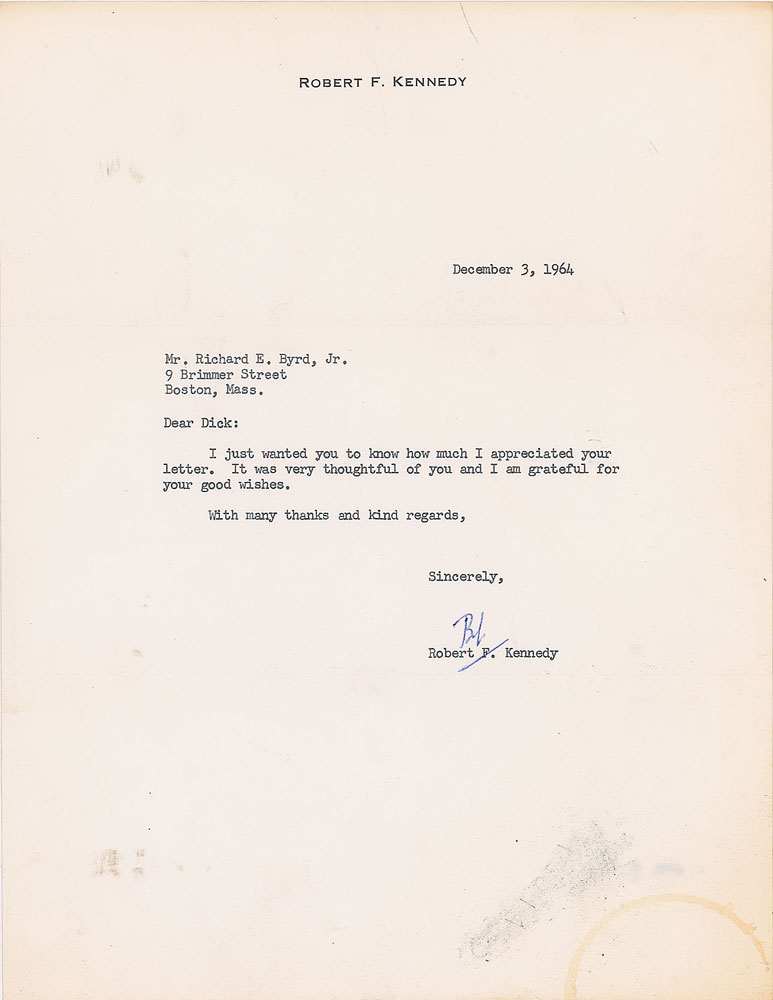 ROBERT F. KENNEDY
December 3, 1964
Mr. Richard E. Byrd, Jr.
9 Brimmer Street
Boston, Mass.
Dear Dick:
I just wanted you to know how much I appreciated your
letter. It was very thoughtful of you and I am grateful for
your good wishes.
With many thanks and kind regards,
Sincerely,
Bob
Robert F. Kennedy